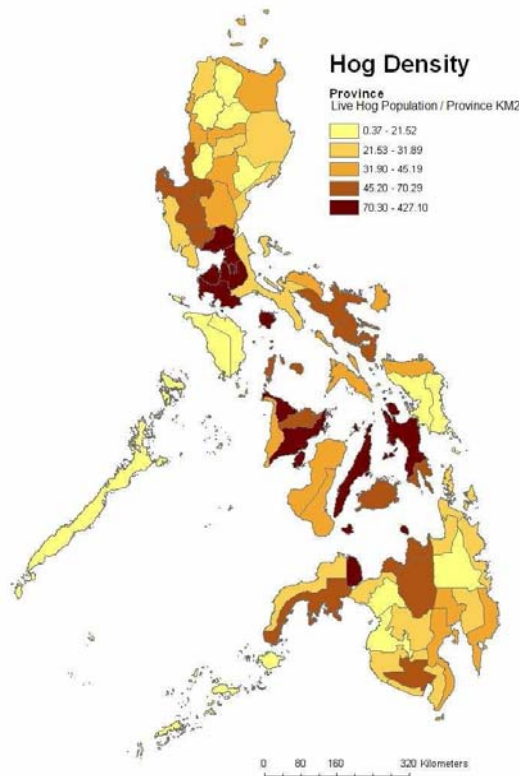 Hog Density
Province
Live Hog Population / Province KM2
0.37 - 21.52
21.53 - 31.89
31.90 - 45.19
45.20 - 70.29
70.30 - 427.10
0 80 160 320 Kilometers